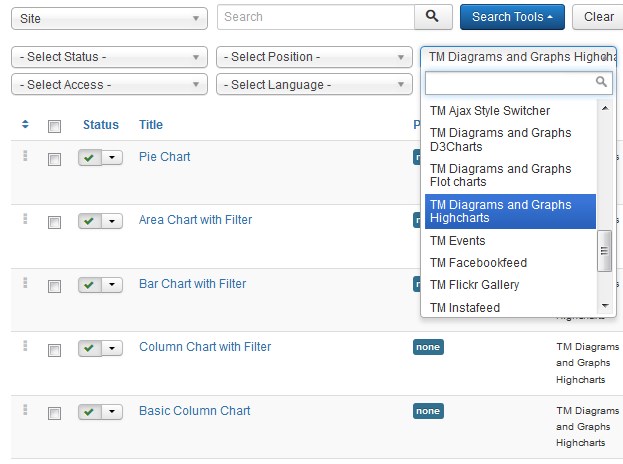 Site
Search
Search Tools
Clear
- Select Status -
- Select Position -
TM Diagrams and Graphs Highcha
- Select Access -
- Select Language -
TM Ajax Style Switcher
TM Diagrams and Graphs
D3Charts
TM Diagrams and Graphs
Flot charts
TM Diagrams and Graphs
Highcharts
TM Events
TM Facebookfeed
TM Flickr Gallery
TM Instafeed
Status
Title
Pie Chart
Area Chart with Filter
Bar Chart with Filter
Highcharts
Column Chart with Filter
none
TM Diagrams
and Graphs
Highcharts
Basic Column Chart
none
TM Diagrams
and Graphs
Highcharts